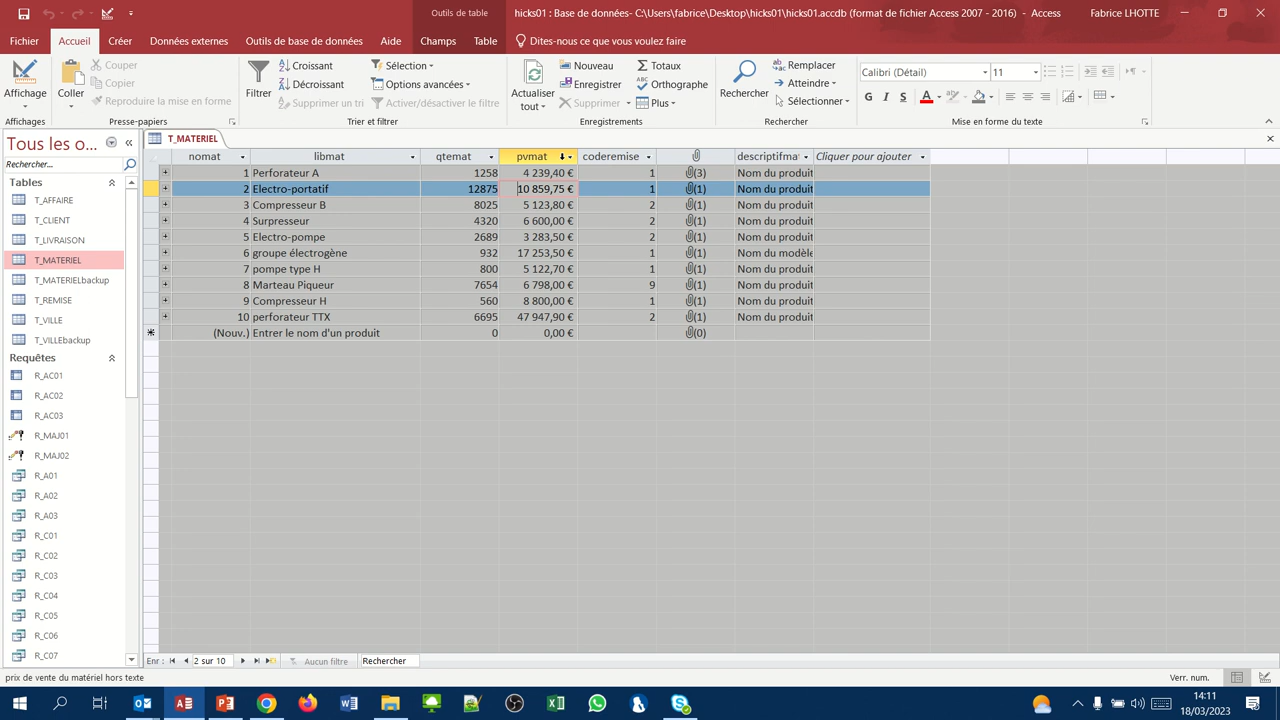 Outils de table
hicks01 : Base de données- C:\Users\fabrice\Desktop\hicks01\hicks01.accdb (format de fichier Access 2007 - 2016) - Access
Fabrice LHOTTE
Fichier Accueil Créer Données externes Outils de base de données Aide Champs Table Dites-nous ce que vous voulez faire
Affichage
Affichages
Coller
Couper
Copier
Reproduire la mise en forme
Presse-papiers
Filtrer
Croissant
Décroissant
Supprimer un tri
Sélection
Options avancées
Activer/désactiver le filtre
Trier et filtrer
Actualiser
tout
Nouveau
Enregistrer
Supprimer
Totaux
Orthographe
Plus
Enregistrements
Rechercher
Remplacer
Atteindre
Sélectionner
Rechercher
Calibri (Détail) 11
G I S A
Mise en forme du texte
Tous les o...
Rechercher...
Tables
T_AFFAIRE
T_CLIENT
T_LIVRAISON
T_MATERIEL
T_MATERIELbackup
T_REMISE
T_VILLE
T_VILLEbackup
Requêtes
R_AC01
R_AC02
R_AC03
R_MAJ01
R_MAJ02
R_A01
R_A02
R_A03
R_C01
R_C02
R_C03
R_C04
R_C05
R_C06
R_C07
T_MATERIEL
nomat libmat qtemat pvmat coderemise descriptifma Cliquer pour ajouter
1 Perforateur A 1258 4 239,40 € 1 (3) Nom du produit
2 Electro-portatif 12875 10 859,75 € 1 (1) Nom du produit
3 Compresseur B 8025 5 123,80 € 2 (1) Nom du produit
4 Surpresseur 4320 6 600,00 € 2 (1) Nom du produit
5 Electro-pompe 2689 3 283,50 € 2 (1) Nom du produit
6 groupe électrogène 932 17 253,50 € 1 (1) Nom du modèle
7 pompe type H 800 5 122,70 € 1 (1) Nom du produit
8 Marteau Piqueur 7654 6 798,00 € 9 (1) Nom du produit
9 Compresseur H 560 8 800,00 € 1 (1) Nom du produit
10 perforateur TTX 6695 47 947,90 € 2 (1) Nom du produit
(Nouv.) Entrer le nom d'un produit 0 0,00 € (0)
Enr : 2 sur 10 Aucun filtre Rechercher
prix de vente du matériel hors texte
Verr. num.
14:11
18/03/2023